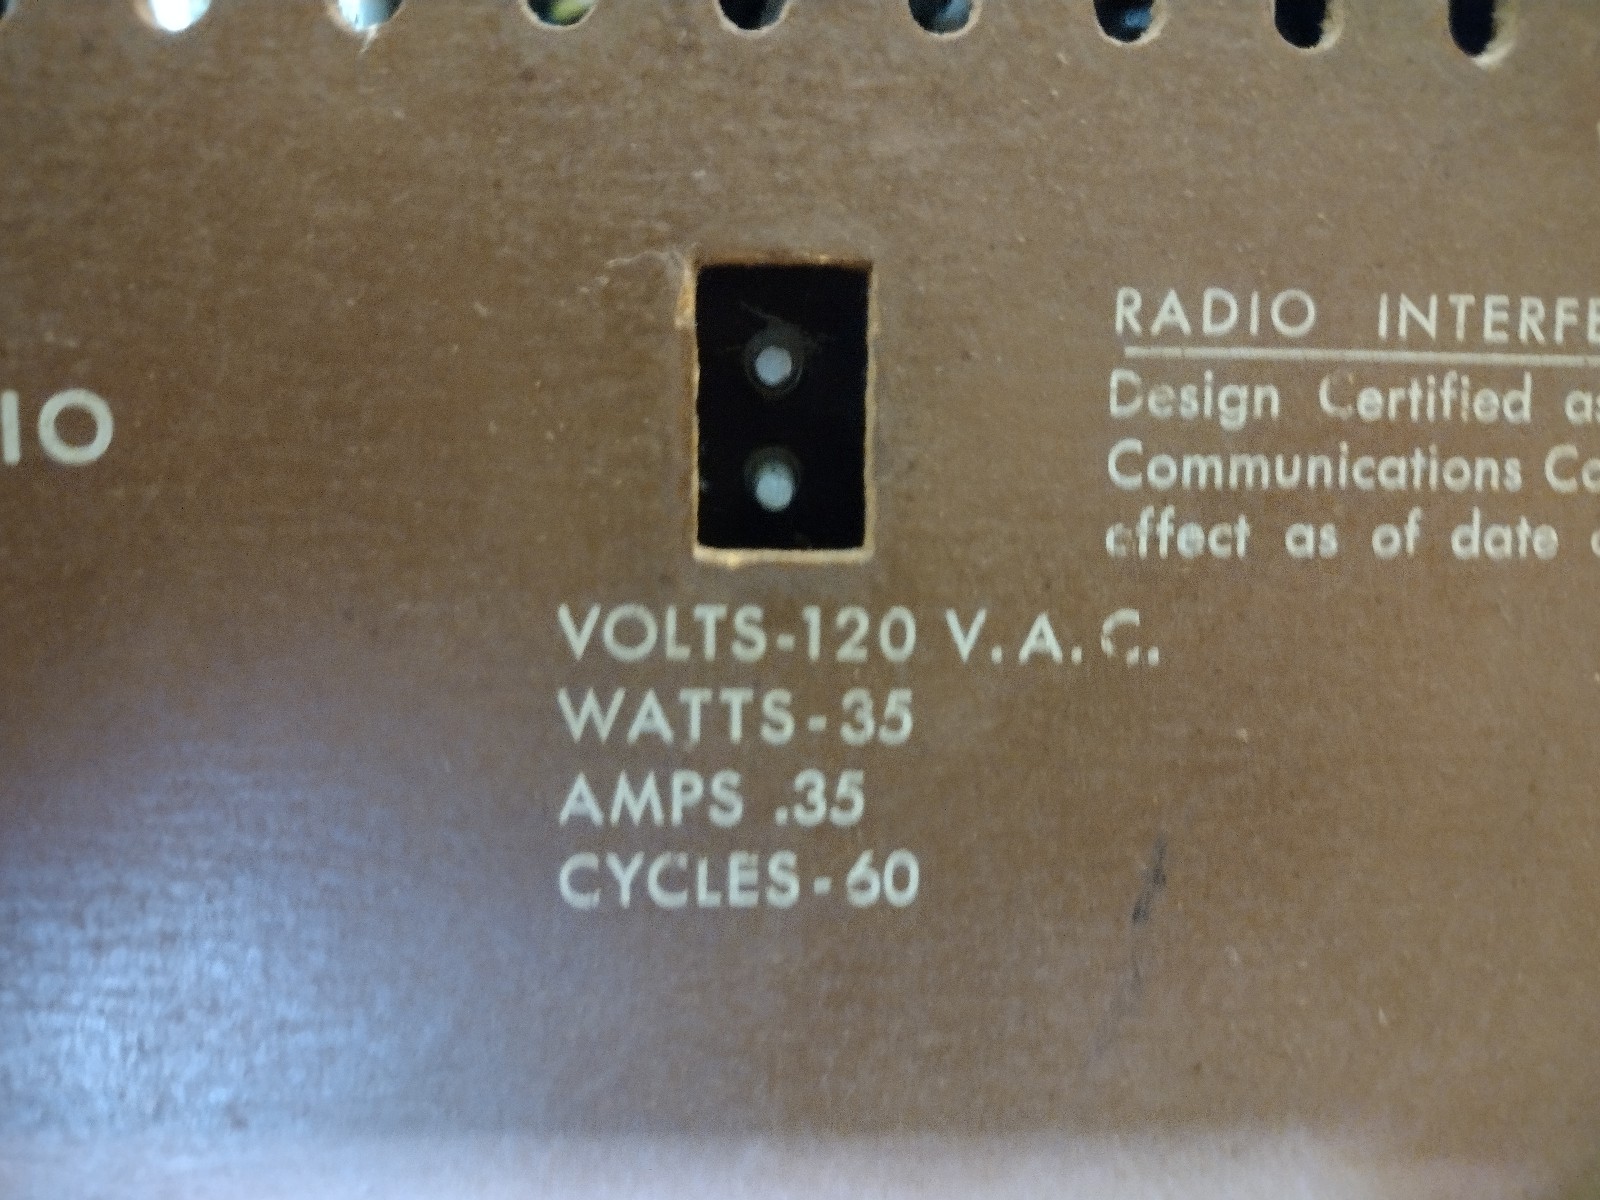 IO
RADIO INTERFE
Design Certified as
Communications Co
effect as of date
VOLTS-120 V.A.C.
WATTS-35
AMPS .35
CYCLES-60